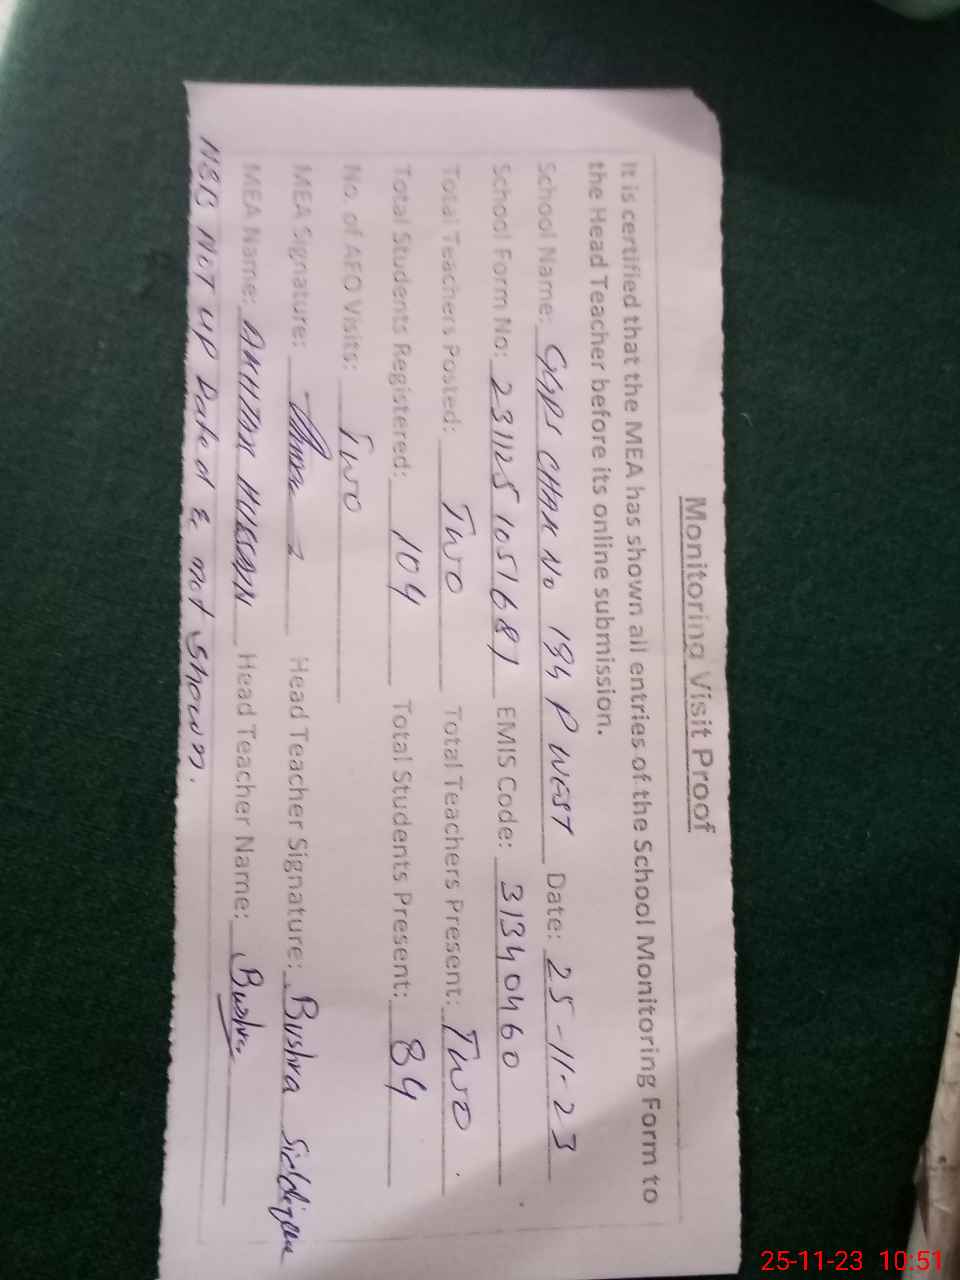 Monitoring Visit Proof
It is certified that the MEA has shown all entries of the School Monitoring Form to
the Head Teacher before its online submission.
School Name: GGPS CHAK No 194 P WEST Date: 25-11-23
School Form No: 2311251051681 EMIS Code: 31340460
Total Teachers Posted: Two Total Teachers Present: Two
Total Students Registered: 104 Total Students Present: 84
No. of AEO Visits: Two
MEA Signature: Head Teacher Signature: Bushra Siddique
MEA Name: AKHTAR HUSSAIN Head Teacher Name: Bushra
NSB NOT UP Dated & not shown.
25-11-23 10:51